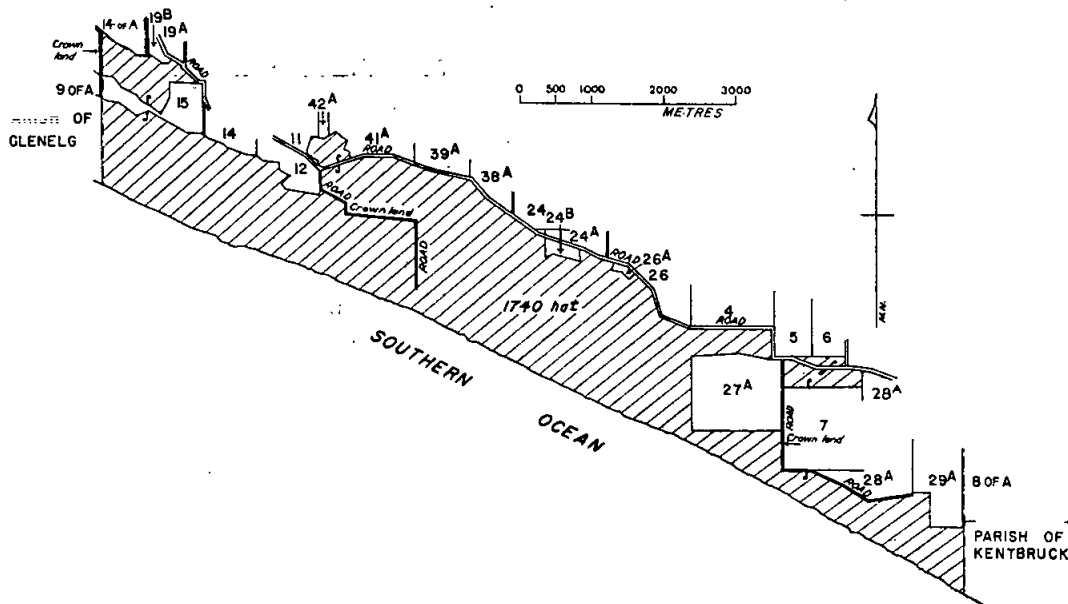 14 of A
19B
19A
Crown
land
ROAD
9 OF A
15
OF
GLENELG
14
11
42A
12
41A
ROAD
39A
38A
ROAD
Crown land
ROAD
24
24B
24A
ROAD
26A
26
0 1000 2000 3000
METRES
M.N.
1740 ha±
4
ROAD
5
6
28A
27A
ROAD
7
Crown land
28A
ROAD
29A
8 OF A
SOUTHERN
OCEAN
PARISH OF
KENTBRUCK